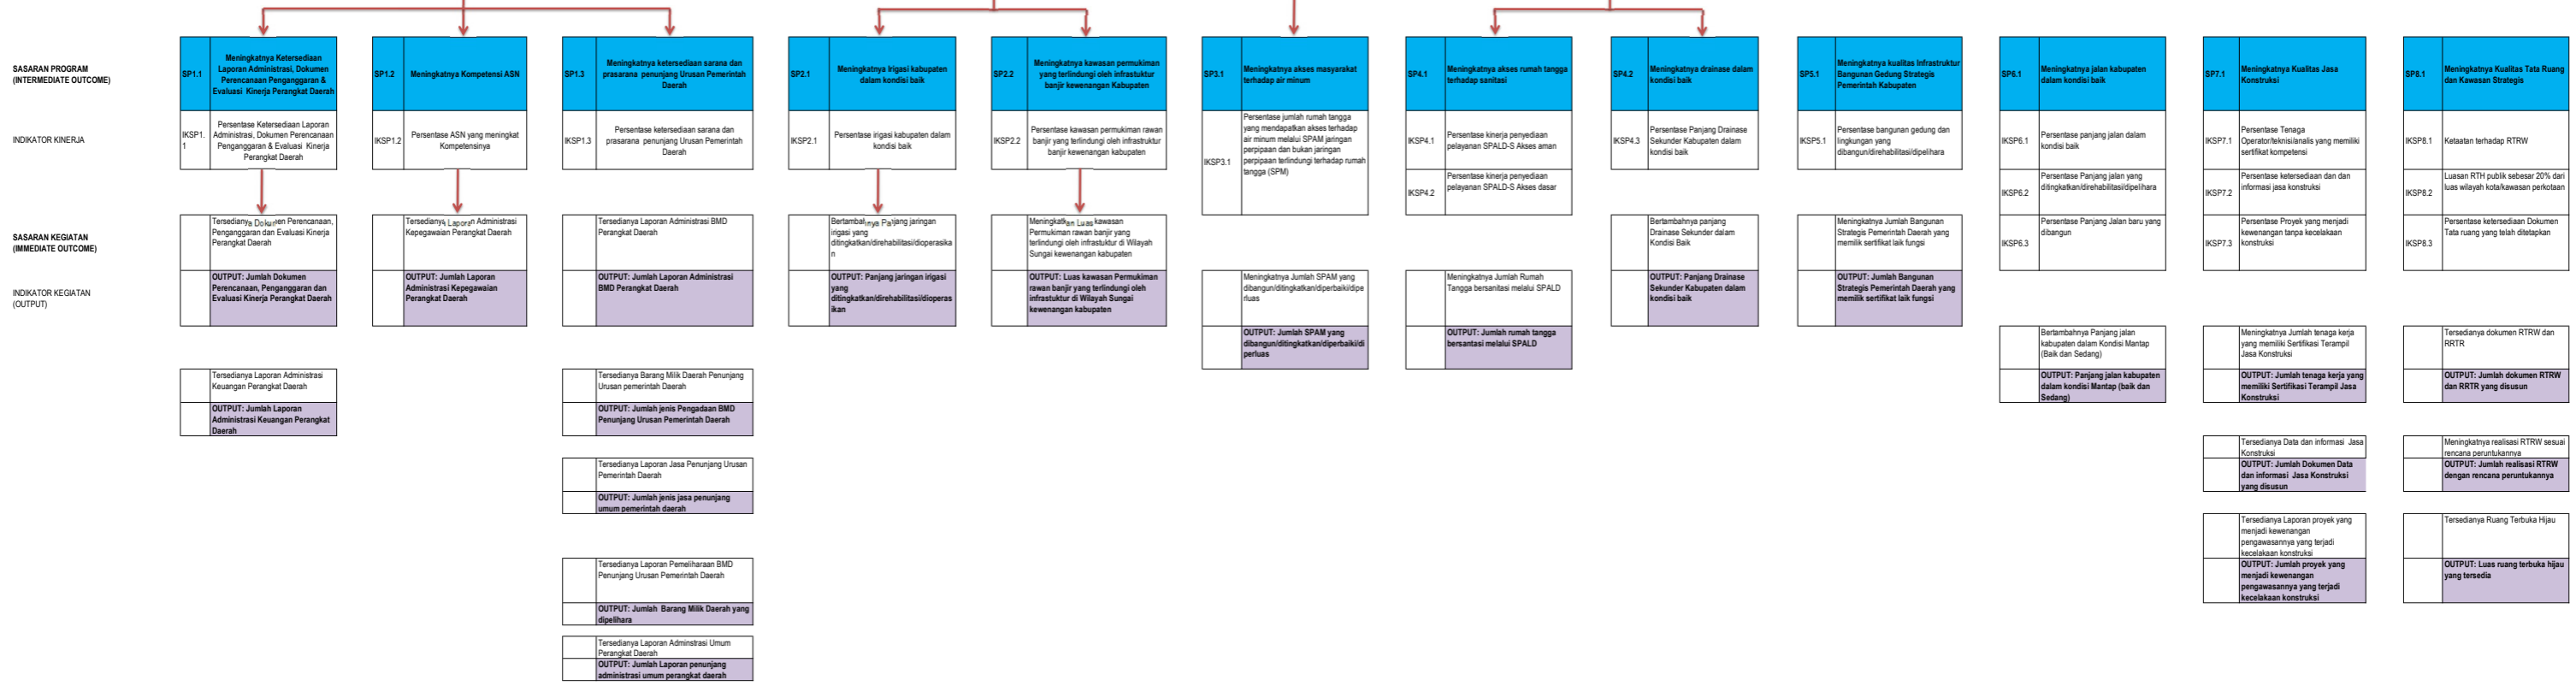 SASARAN PROGRAM
(INTERMEDIATE OUTCOME)
SP1.1
Meningkatnya Ketersediaan
Laporan Administrasi, Dokumen
Perencanaan Penganggaran &
Evaluasi Kinerja Perangkat Daerah
SP1.2
Meningkatnya Kompetensi ASN
SP1.3
Meningkatnya ketersediaan sarana dan
prasarana penunjang Urusan Pemerintah
Daerah
SP2.1
Meningkatnya Irigasi kabupaten
dalam kondisi baik
SP2.2
Meningkatnya kawasan permukiman
yang terlindungi oleh infrastuktur
banjir kewenangan Kabupaten
SP3.1
Meningkatnya akses masyarakat
terhadap air minum
SP4.1
Meningkatnya akses rumah tangga
terhadap sanitasi
SP4.2
Meningkatnya drainase dalam
kondisi baik
SP5.1
Meningkatnya kualitas Infrastruktur
Bangunan Gedung Strategis
Pemerintah Kabupaten
SP6.1
Meningkatnya jalan kabupaten
dalam kondisi baik
SP7.1
Meningkatnya Kualitas Jasa
Konstruksi
SP8.1
Meningkatnya Kualitas Tata Ruang
dan Kawasan Strategis
INDIKATOR KINERJA
IKSP1.
1
Persentase Ketersediaan Laporan
Administrasi, Dokumen Perencanaan
Penganggaran & Evaluasi Kinerja
Perangkat Daerah
IKSP1.2
Persentase ASN yang meningkat
Kompetensinya
IKSP1.3
Persentase ketersediaan sarana dan
prasarana penunjang Urusan Pemerintah
Daerah
IKSP2.1
Persentase irigasi kabupaten dalam
kondisi baik
IKSP2.2
Persentase kawasan permukiman rawan
banjir yang terlindungi oleh infrastruktur
banjir kewenangan kabupaten
IKSP3.1
Persentase jumlah rumah tangga
yang mendapatkan akses terhadap
air minum melalui SPAM jaringan
perpipaan dan bukan jaringan
perpipaan terlindungi terhadap rumah
tangga (SPM)
IKSP4.1
Persentase kinerja penyediaan
pelayanan SPALD-S Akses aman
IKSP4.2
Persentase kinerja penyediaan
pelayanan SPALD-S Akses dasar
IKSP4.3
Persentase Panjang Drainase
Sekunder Kabupaten dalam
kondisi baik
IKSP5.1
Persentase bangunan gedung dan
lingkungan yang
dibangun/direhabilitasi/dipelihara
IKSP6.1
Persentase panjang jalan dalam
kondisi baik
IKSP6.2
Persentase Panjang jalan yang
ditingkatkan/direhabilitasi/dipelihara
IKSP6.3
Persentase Panjang Jalan baru yang
dibangun
IKSP7.1
Persentase Tenaga
Operator/teknisi/analis yang memiliki
sertifikat kompetensi
IKSP7.2
Persentase ketersediaan dan dan
informasi jasa konstruksi
IKSP7.3
Persentase Proyek yang menjadi
kewenangan tanpa kecelakaan
konstruksi
IKSP8.1
Ketaatan terhadap RTRW
IKSP8.2
Luasan RTH publik sebesar 20% dari
luas wilayah kota/kawasan perkotaan
IKSP8.3
Persentase ketersediaan Dokumen
Tata ruang yang telah ditetapkan
SASARAN KEGIATAN
(IMMEDIATE OUTCOME)
Tersedianya Dokumen Perencanaan,
Penganggaran dan Evaluasi Kinerja
Perangkat Daerah
Tersedianya Laporan Administrasi
Kepegawaian Perangkat Daerah
Tersedianya Laporan Administrasi BMD
Perangkat Daerah
Bertambahnya Panjang jaringan
irigasi yang
ditingkatkan/direhabilitasi/dioperasika
n
Meningkatkan Luas kawasan
Permukiman rawan banjir yang
terlindungi oleh infrastuktur di Wilayah
Sungai kewenangan kabupaten
Bertambahnya panjang
Drainase Sekunder dalam
Kondisi Baik
Meningkatnya Jumlah Bangunan
Strategis Pemerintah Daerah yang
memilik sertifikat laik fungsi
INDIKATOR KEGIATAN
(OUTPUT)
OUTPUT: Jumlah Dokumen
Perencanaan, Penganggaran dan
Evaluasi Kinerja Perangkat Daerah
OUTPUT: Jumlah Laporan
Administrasi Kepegawaian
Perangkat Daerah
OUTPUT: Jumlah Laporan Administrasi
BMD Perangkat Daerah
OUTPUT: Panjang jaringan irigasi
yang
ditingkatkan/direhabilitasi/dioperas
ikan
OUTPUT: Luas kawasan Permukiman
rawan banjir yang terlindungi oleh
infrastuktur di Wilayah Sungai
kewenangan kabupaten
Meningkatnya Jumlah SPAM yang
dibangun/ditingkatkan/diperbaiki/dipe
rluas
OUTPUT: Jumlah SPAM yang
dibangun/ditingkatkan/diperbaiki/di
perluas
Meningkatnya Jumlah Rumah
Tangga bersanitasi melalui SPALD
OUTPUT: Jumlah rumah tangga
bersantasi melalui SPALD
OUTPUT: Panjang Drainase
Sekunder Kabupaten dalam
kondisi baik
OUTPUT: Jumlah Bangunan
Strategis Pemerintah Daerah yang
memilik sertifikat laik fungsi
Bertambahnya Panjang jalan
kabupaten dalam Kondisi Mantap
(Baik dan Sedang)
OUTPUT: Panjang jalan kabupaten
dalam kondisi Mantap (baik dan
Sedang)
Meningkatnya Jumlah tenaga kerja
yang memiliki Sertifikasi Terampil
Jasa Konstruksi
OUTPUT: Jumlah tenaga kerja yang
memiliki Sertifikasi Terampil Jasa
Konstruksi
Tersedianya dokumen RTRW dan
RRTR
OUTPUT: Jumlah dokumen RTRW
dan RRTR yang disusun
Tersedianya Laporan Administrasi
Keuangan Perangkat Daerah
OUTPUT: Jumlah Laporan
Administrasi Keuangan Perangkat
Daerah
Tersedianya Barang Milik Daerah Penunjang
Urusan pemerintah Daerah
OUTPUT: Jumlah jenis Pengadaan BMD
Penunjang Urusan Pemerintah Daerah
Tersedianya Data dan informasi Jasa
Konstruksi
OUTPUT: Jumlah Dokumen Data
dan informasi Jasa Konstruksi
yang disusun
Meningkatnya realisasi RTRW sesuai
rencana peruntukannya
OUTPUT: Jumlah realisasi RTRW
dengan rencana peruntukannya
Tersedianya Laporan Jasa Penunjang Urusan
Pemerintah Daerah
OUTPUT: Jumlah jenis jasa penunjang
umum pemerintah daerah
Tersedianya Laporan proyek yang
menjadi kewenangan
pengawasannya yang terjadi
kecelakaan konstruksi
OUTPUT: Jumlah proyek yang
menjadi kewenangan
pengawasannya yang terjadi
kecelakaan konstruksi
Tersedianya Ruang Terbuka Hijau
OUTPUT: Luas ruang terbuka hijau
yang tersedia
Tersedianya Laporan Pemeliharaan BMD
Penunjang Urusan Pemerintah Daerah
OUTPUT: Jumlah Barang Milik Daerah yang
dipelihara
Tersedianya Laporan Adminstrasi Umum
Perangkat Daerah
OUTPUT: Jumlah Laporan penunjang
administrasi umum perangkat daerah